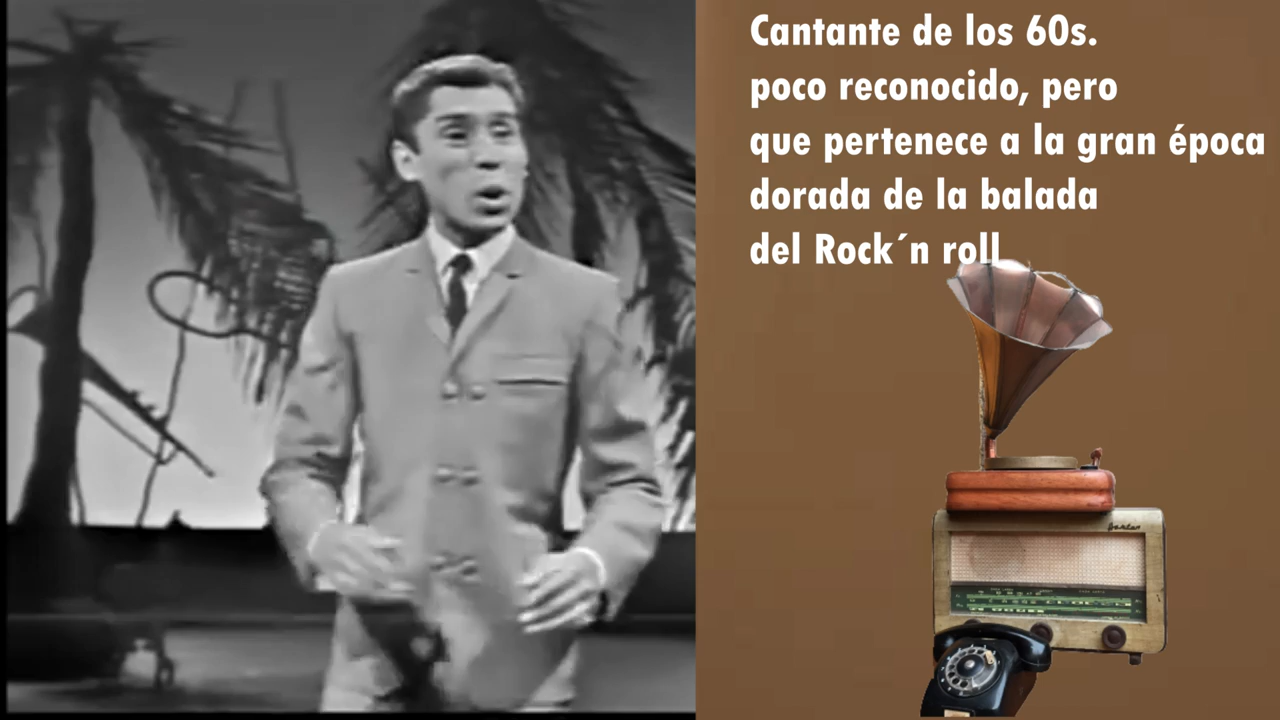 Cantante de los 60s.
poco reconocido, pero
que pertenece a la gran época
dorada de la balada
del Rock´n roll